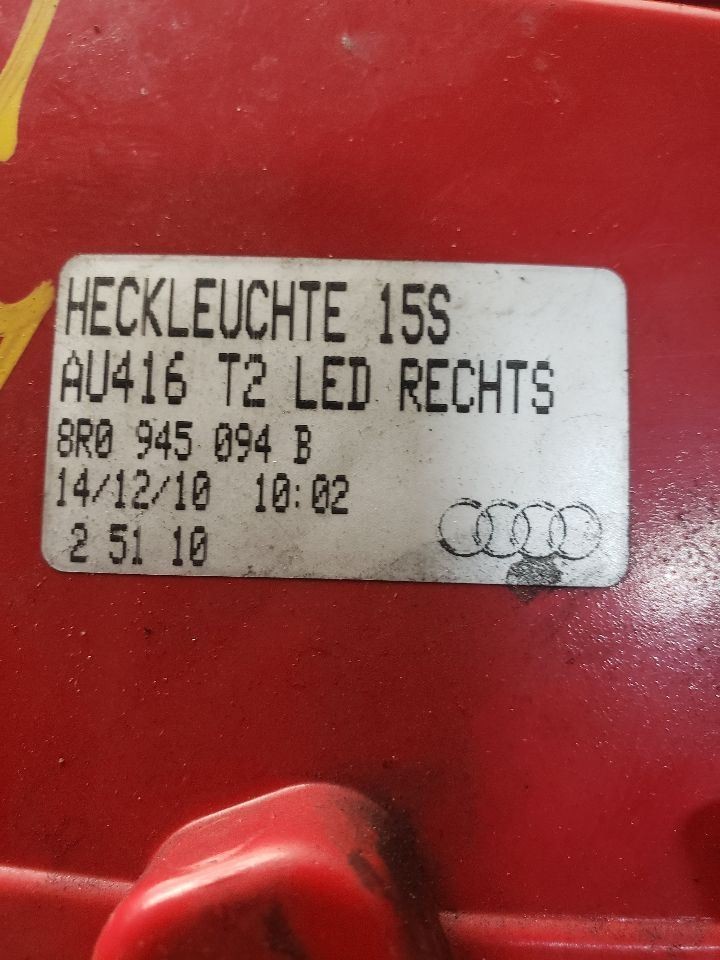 HECKLEUCHTE 15S
AU416 T2 LED RECHTS
8R0 945 094 B
14/12/10 10:02
2 51 10